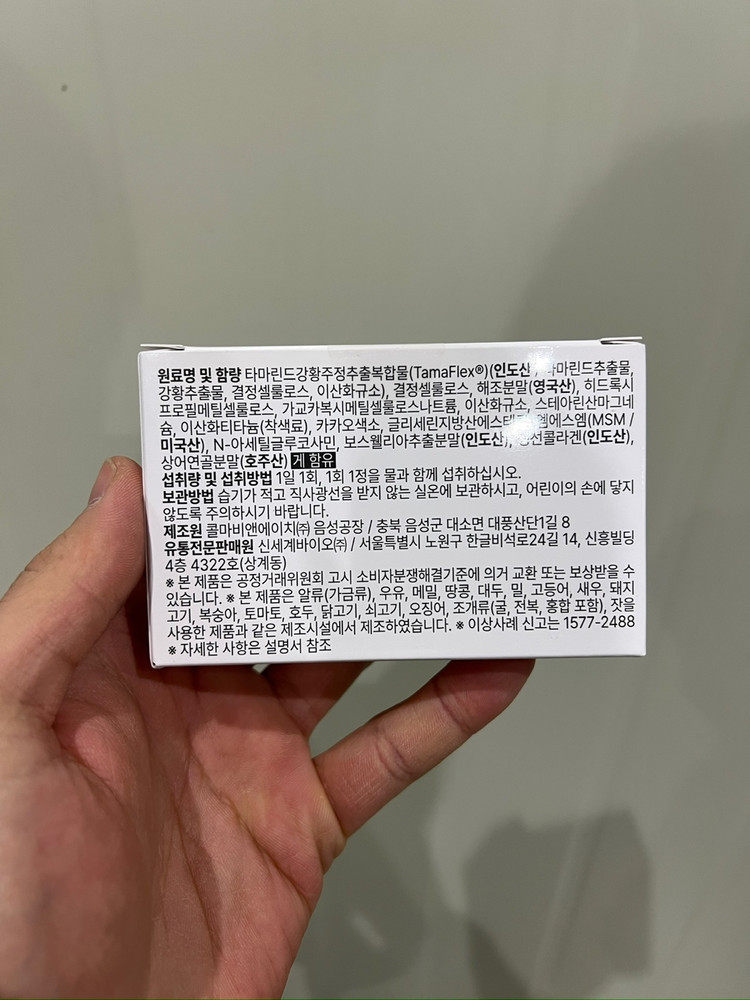 원료명 및 함량 타마린드강황주정추출복합물(TamaFlex®)(인도산, 타마린드추출물,
강황추출물, 결정셀룰로스, 이산화규소), 결정셀룰로스, 해조분말(영국산), 히드록시
프로필메틸셀룰로스, 가교카복시메틸셀룰로스나트륨, 이산화규소, 스테아린산마그네
슘, 이산화티타늄(착색료), 카카오색소, 글리세린지방산에스테르, 엠에스엠(MSM /
미국산), N-아세틸글루코사민, 보스웰리아추출분말(인도산), 콜라겐(인도산),
상어연골분말(호주산) 게 함유
섭취량 및 섭취방법 1일 1회, 1회 1정을 물과 함께 섭취하십시오.
보관방법 습기가 적고 직사광선을 받지 않는 실온에 보관하시고, 어린이의 손에 닿지
않도록 주의하시기 바랍니다.
제조원 콜마비앤에이치㈜ 음성공장 / 충북 음성군 대소면 대풍산단1길 8
유통전문판매원 신세계바이오㈜ / 서울특별시 노원구 한글비석로24길 14, 신흥빌딩
4층 4322호(상계동)
※ 본 제품은 공정거래위원회 고시 소비자분쟁해결기준에 의거 교환 또는 보상받을 수
있습니다. ※ 본 제품은 알류(가금류), 우유, 메밀, 땅콩, 대두, 밀, 고등어, 새우, 돼지
고기, 복숭아, 토마토, 호두, 닭고기, 쇠고기, 오징어, 조개류(굴, 전복, 홍합 포함), 잣을
사용한 제품과 같은 제조시설에서 제조하였습니다. ※ 이상사례 신고는 1577-2488
※ 자세한 사항은 설명서 참조